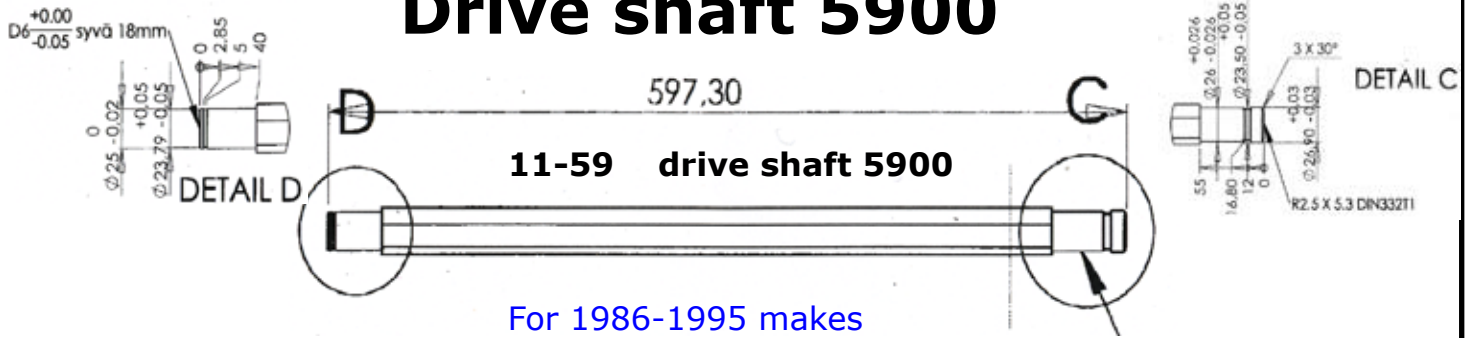 Drive shaft 5900
D6 +0.00 -0.05 syvä 18mm
0
2.85
5
40
Ø25 0 -0.02
Ø23.79 +0.05 -0.05
DETAIL D
D
597,30
C
11-59 drive shaft 5900
For 1986-1995 makes
Ø26 +0.026 -0.026
Ø23.50 +0.05 -0.05
3 X 30°
DETAIL C
Ø26.90 +0.03 -0.03
55
16,80
12
0
R2.5 X 5.3 DIN332T1